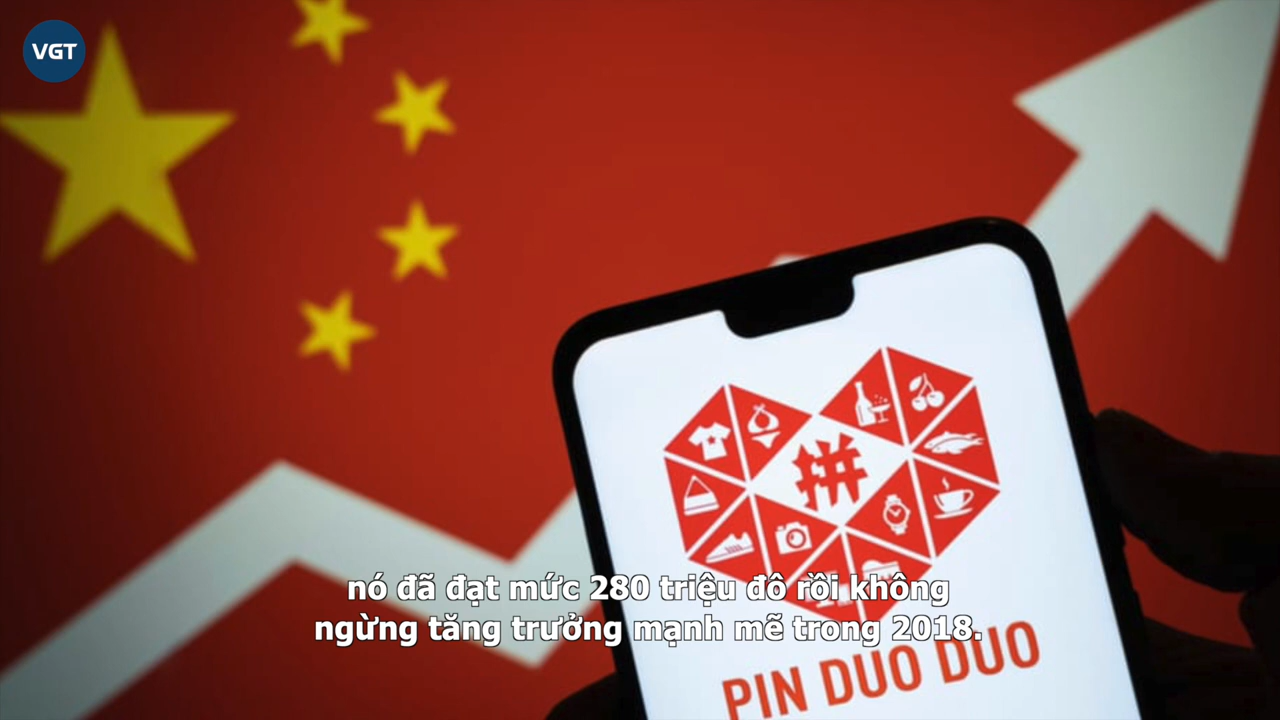 VGT
拼
nó đã đạt mức 280 triệu đô rồi không
ngừng tăng trưởng mạnh mẽ trong 2018.
PIN DUO DUO